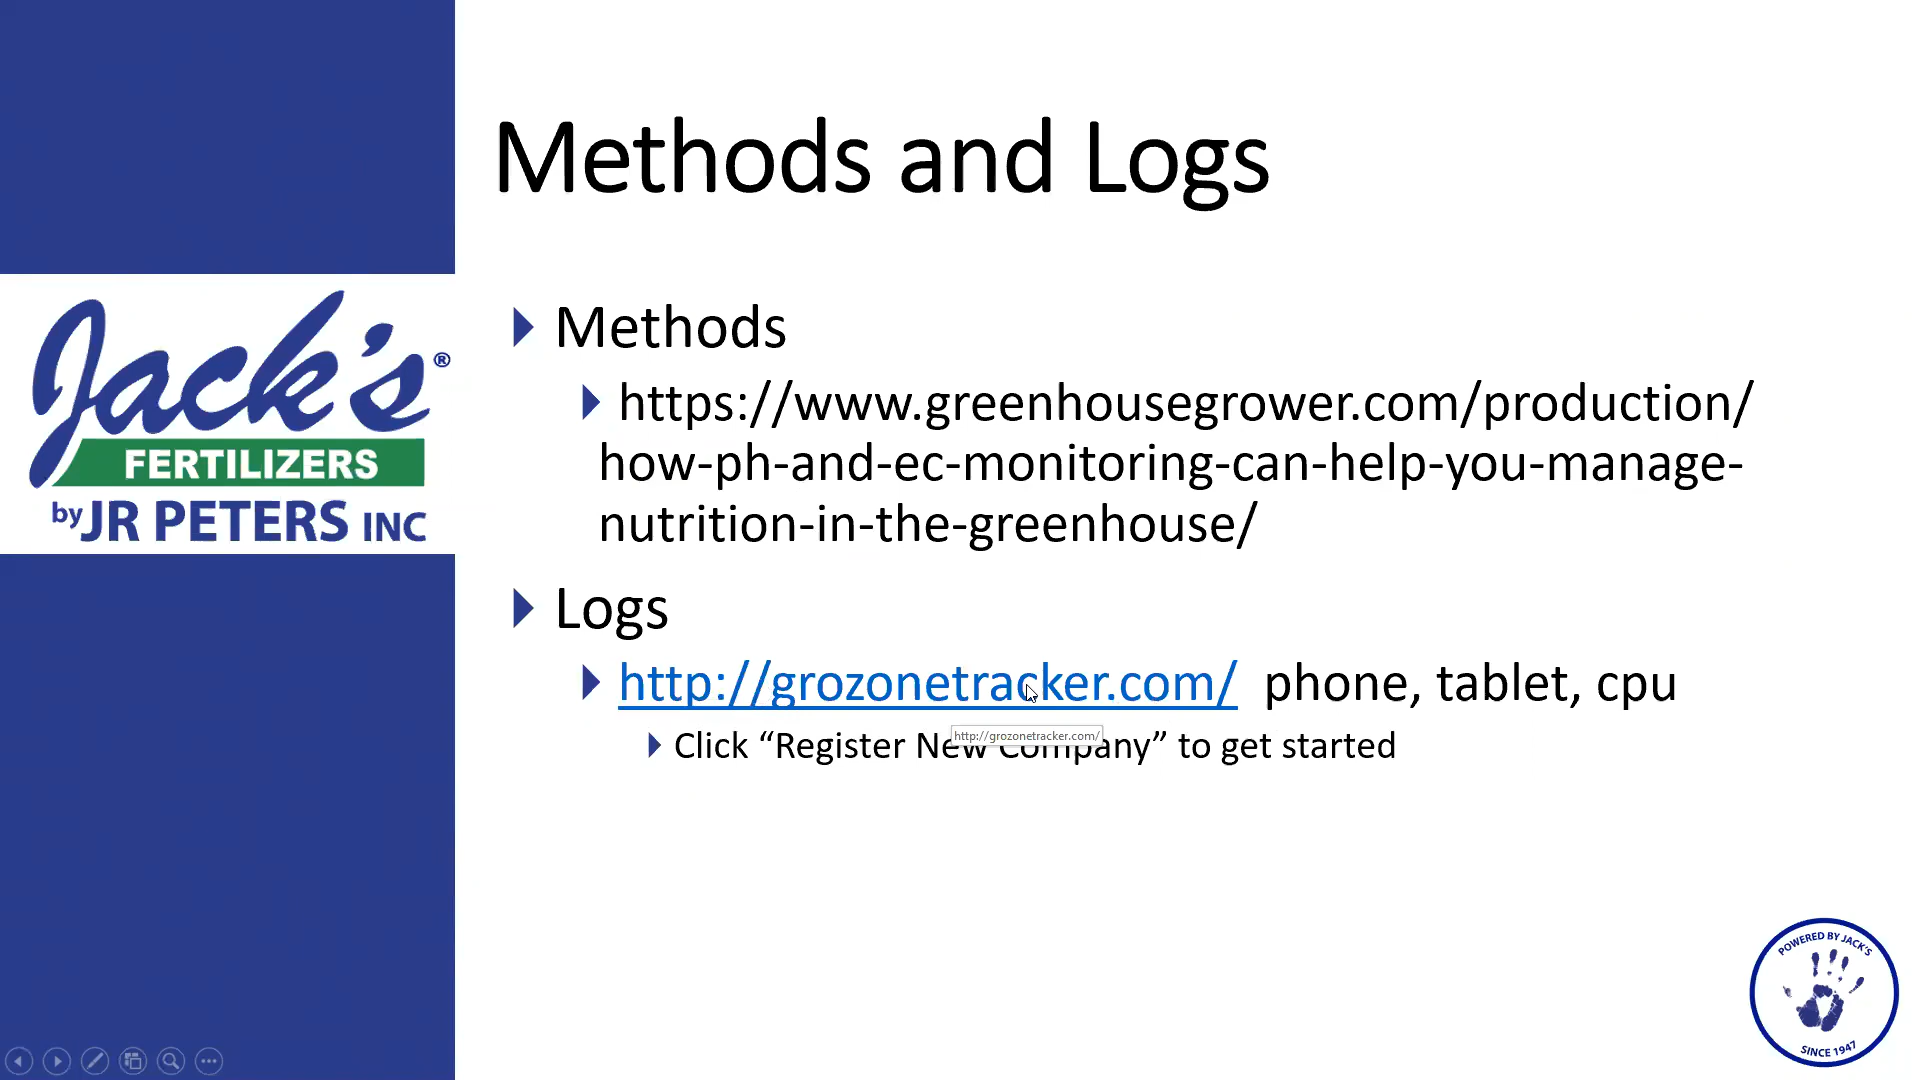 Methods and Logs
Jack's®
FERTILIZERS
by JR PETERS INC
Methods
https://www.greenhousegrower.com/production/
how-ph-and-ec-monitoring-can-help-you-manage-
nutrition-in-the-greenhouse/
Logs
http://grozonetracker.com/ phone, tablet, cpu
http://grozonetracker.com/
Click “Register New Company” to get started
POWERED BY JACK'S
SINCE 1947